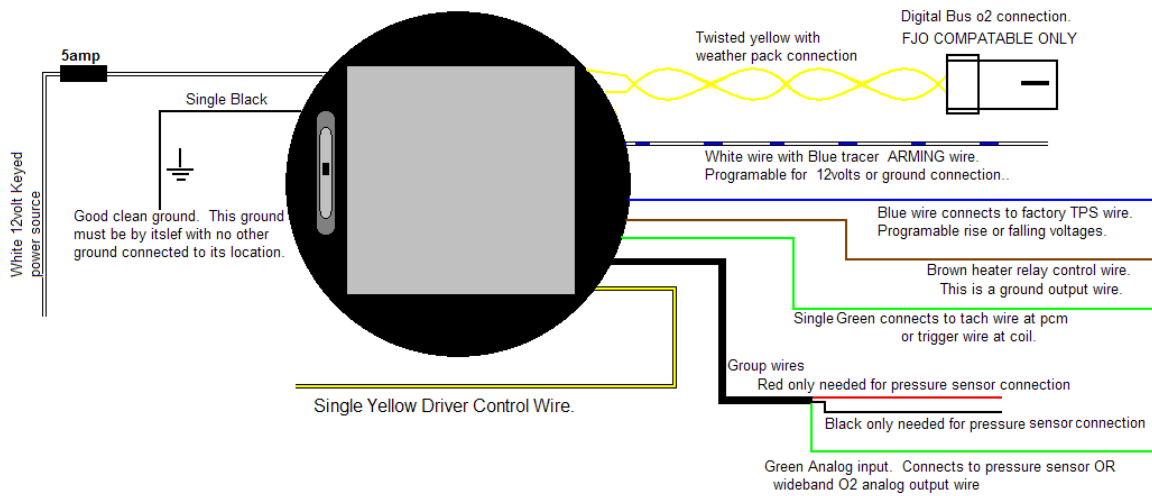 5amp
White 12volt Keyed
power source
Single Black
Good clean ground.  This ground
must be by itslef with no other
ground connected to its location.
Single Yellow Driver Control Wire.
Twisted yellow with
weather pack connection
Digital Bus o2 connection.
FJO COMPATABLE ONLY
White wire with Blue tracer  ARMING wire.
Programable for  12volts or ground connection..
Blue wire connects to factory TPS wire.
Programable rise or falling voltages.
Brown heater relay control wire.
This is a ground output wire.
Single Green connects to tach wire at pcm
or trigger wire at coil.
Group wires
Red only needed for pressure sensor connection
Black only needed for pressure sensor connection
Green Analog input.  Connects to pressure sensor OR
wideband O2 analog output wire